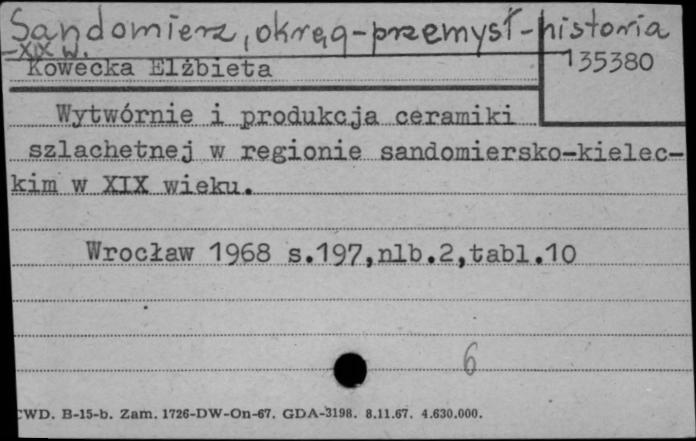 Sandomierz, okręg-przemysł-historia
-XIX w.
Kowecka Elżbieta
135380
Wytwórnie i produkcja ceramiki
szlachetnej w regionie sandomiersko-kielec-
kim w XIX wieku.
Wrocław 1968 s.197,nlb.2,tabl.10
6
CWD. B-15-b. Zam. 1726-DW-On-67. GDA-3198. 8.11.67. 4.630.000.